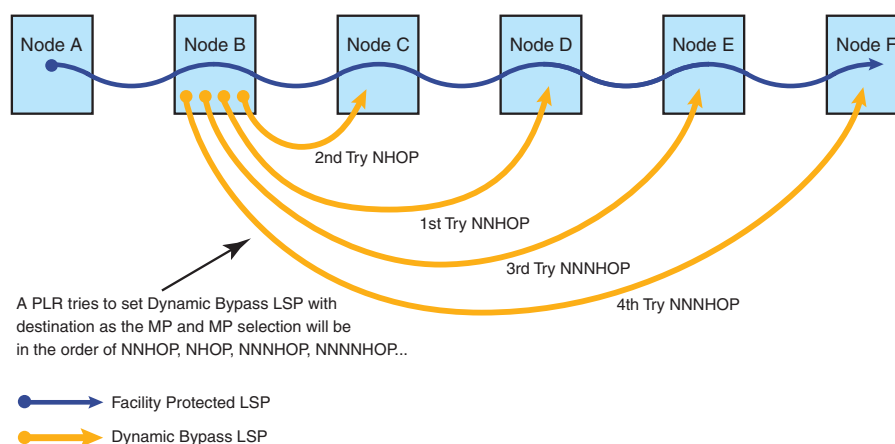 Node A
Node B
Node C
Node D
Node E
Node F
2nd Try NHOP
1st Try NNHOP
3rd Try NNNHOP
4th Try NNNHOP
A PLR tries to set Dynamic Bypass LSP with
destination as the MP and MP selection will be
in the order of NNHOP, NHOP, NNNHOP, NNNNHOP...
Facility Protected LSP
Dynamic Bypass LSP